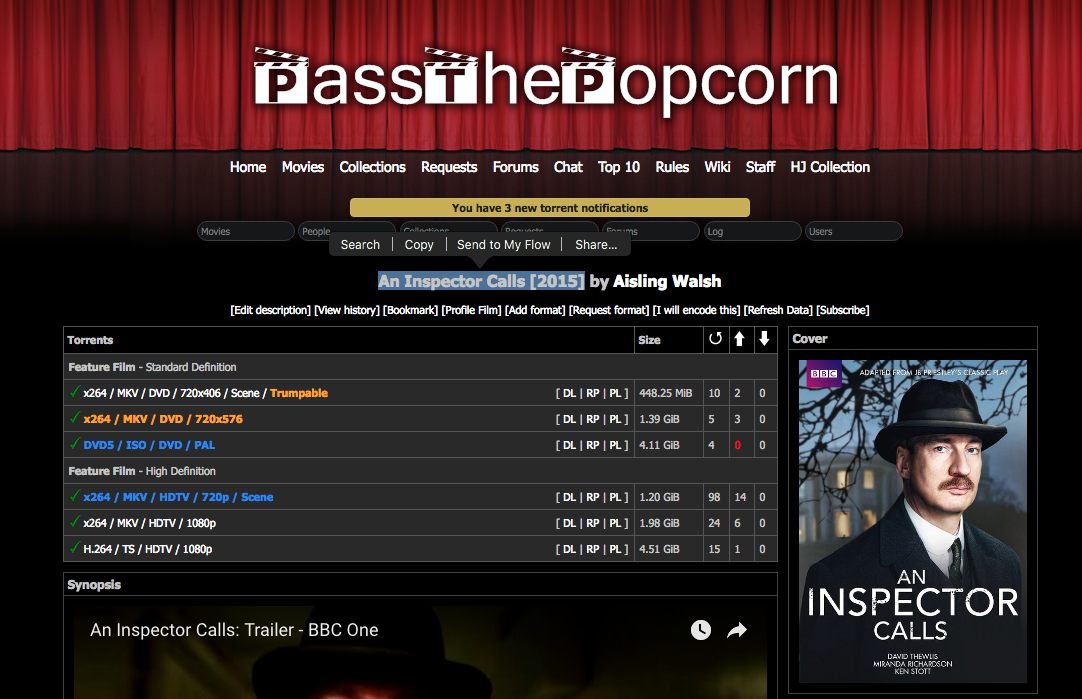 PassThePopcorn
Home Movies Collections Requests Forums Chat Top 10 Rules Wiki Staff HJ Collection
You have 3 new torrent notifications
Movies People Collections Requests Forums Log Users
Search Copy Send to My Flow Share...
An Inspector Calls [2015] by Aisling Walsh
[Edit description] [View history] [Bookmark] [Profile Film] [Add format] [Request format] [I will encode this] [Refresh Data] [Subscribe]
Torrents Size
Feature Film - Standard Definition
x264 / MKV / DVD / 720x406 / Scene / Trumpable [ DL | RP | PL ] 448.25 MiB 10 2 0
x264 / MKV / DVD / 720x576 [ DL | RP | PL ] 1.39 GiB 5 3 0
DVD5 / ISO / DVD / PAL [ DL | RP | PL ] 4.11 GiB 4 0 0
Feature Film - High Definition
x264 / MKV / HDTV / 720p / Scene [ DL | RP | PL ] 1.20 GiB 98 14 0
x264 / MKV / HDTV / 1080p [ DL | RP | PL ] 1.98 GiB 24 6 0
H.264 / TS / HDTV / 1080p [ DL | RP | PL ] 4.51 GiB 15 1 0
Synopsis
An Inspector Calls: Trailer - BBC One
Cover
BBC
ADAPTED FROM JB PRIESTLEY'S CLASSIC PLAY
AN
INSPECTOR
CALLS
DAVID THEWLIS
MIRANDA RICHARDSON
KEN STOTT